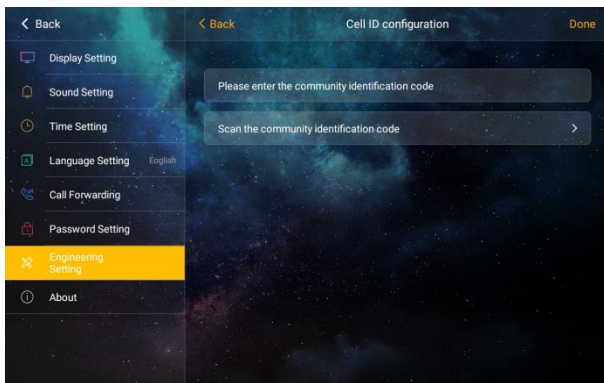 Back
Display Setting
Sound Setting
Time Setting
Language Setting English
Call Forwarding
Password Setting
Engineering
Setting
About
Back Cell ID configuration Done
Please enter the community identification code
Scan the community identification code